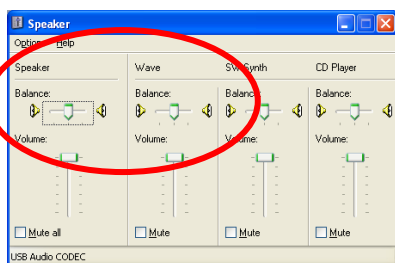 Speaker
Options Help
Speaker Wave SW Synth CD Player
Balance: Balance: Balance: Balance:
Volume: Volume: Volume: Volume:
Mute all Mute Mute Mute
USB Audio CODEC